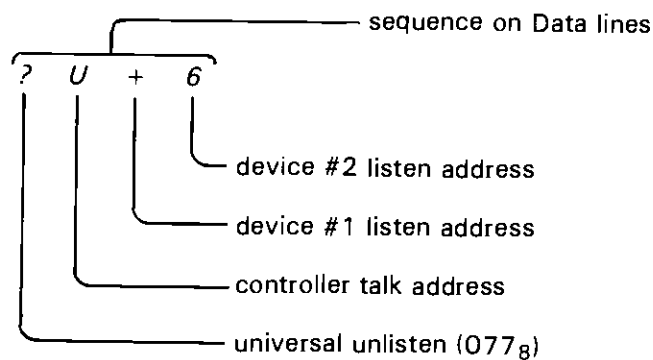 sequence on Data lines
? U + 6
device #2 listen address
device #1 listen address
controller talk address
universal unlisten (077₈)